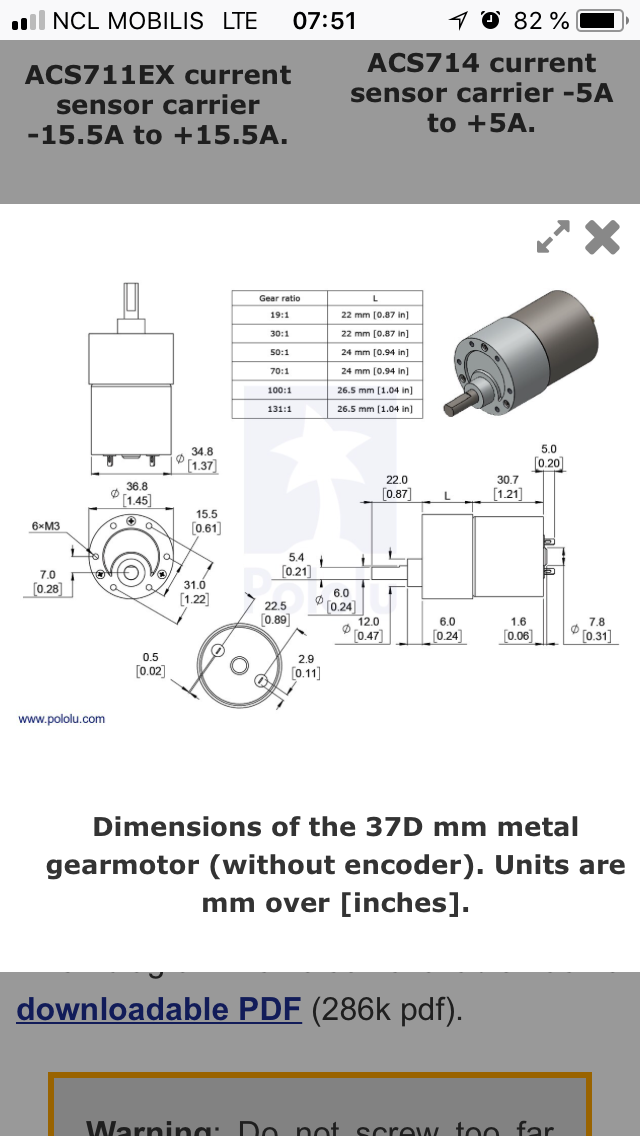 NCL MOBILIS LTE 07:51 82 %
ACS711EX current
sensor carrier
-15.5A to +15.5A.
ACS714 current
sensor carrier -5A
to +5A.
Gear ratio L
19:1 22 mm [0.87 in]
30:1 22 mm [0.87 in]
50:1 24 mm [0.94 in]
70:1 24 mm [0.94 in]
100:1 26.5 mm [1.04 in]
131:1 26.5 mm [1.04 in]
ø 34.8
[1.37]
ø 36.8
[1.45]
6×M3
15.5
[0.61]
7.0
[0.28]
31.0
[1.22]
5.0
[0.20]
22.0
[0.87]
L
30.7
[1.21]
5.4
[0.21]
ø 6.0
[0.24]
ø 12.0
[0.47]
6.0
[0.24]
1.6
[0.06]
ø 7.8
[0.31]
22.5
[0.89]
0.5
[0.02]
2.9
[0.11]
Pololu
www.pololu.com
Dimensions of the 37D mm metal
gearmotor (without encoder). Units are
mm over [inches].
downloadable PDF (286k pdf).
Warning: Do not screw too far